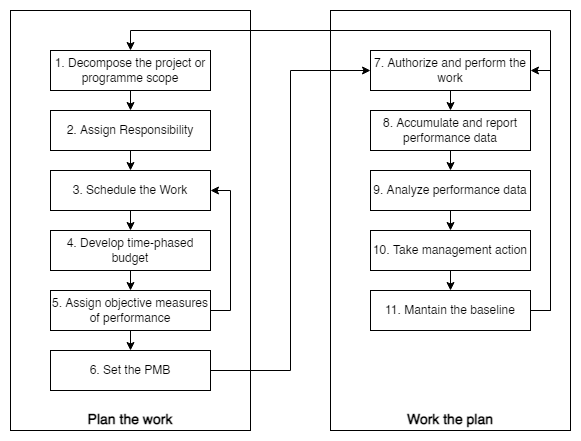 1. Decompose the project or
programme scope
2. Assign Responsibility
3. Schedule the Work
4. Develop time-phased
budget
5. Assign objective measures
of performance
6. Set the PMB
Plan the work
7. Authorize and perform the
work
8. Accumulate and report
performance data
9. Analyze performance data
10. Take management action
11. Mantain the baseline
Work the plan